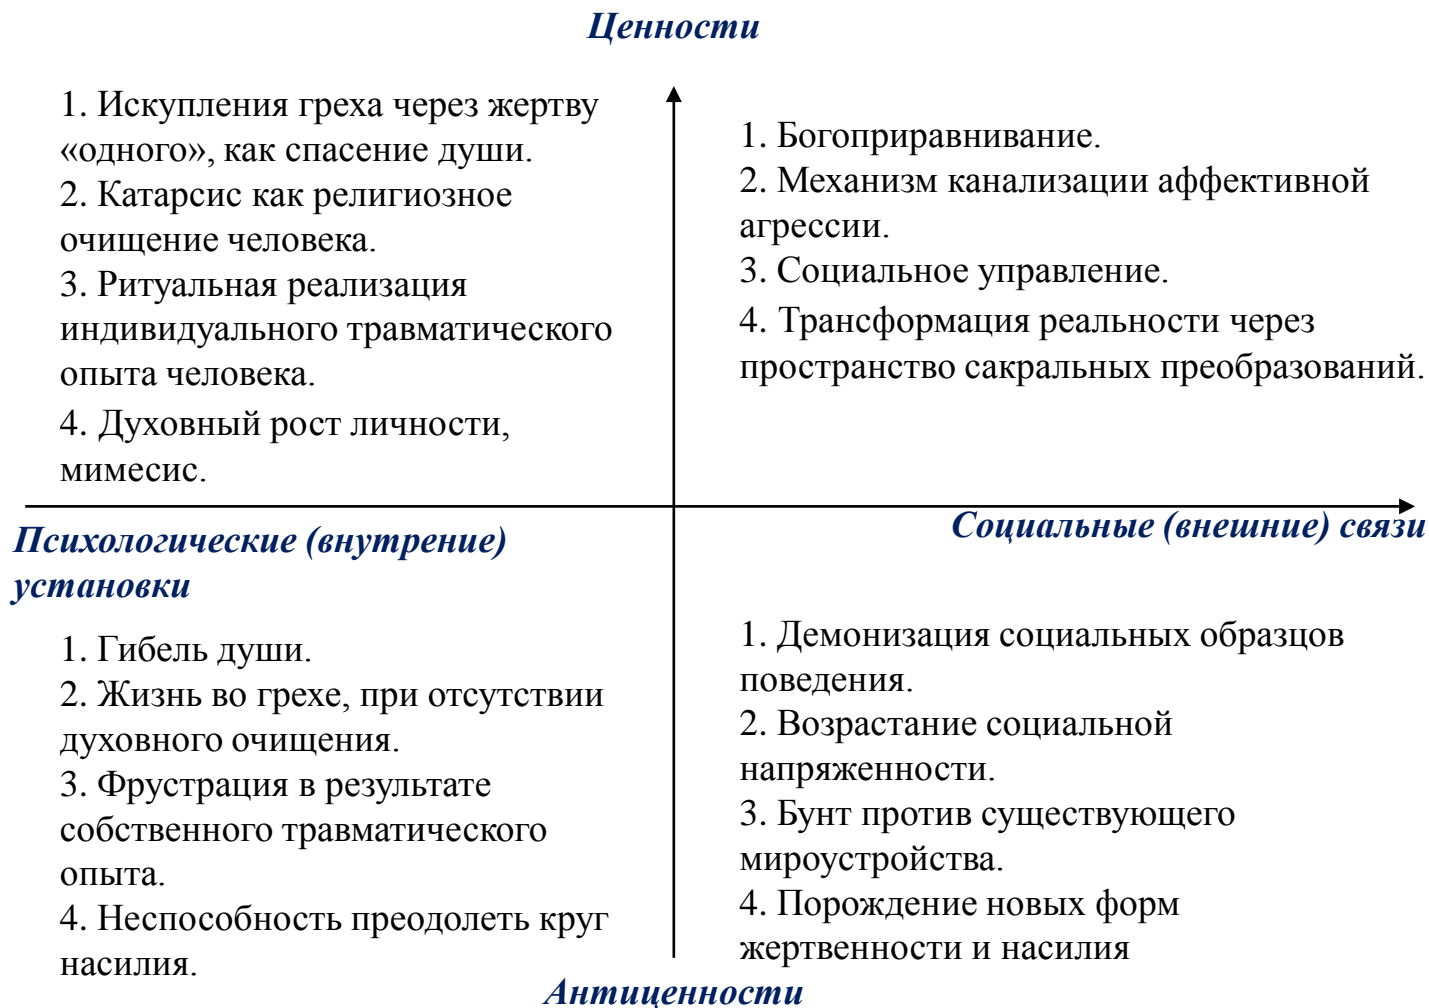 Ценности
1. Искупления греха через жертву
«одного», как спасение души.
2. Катарсис как религиозное
очищение человека.
3. Ритуальная реализация
индивидуального травматического
опыта человека.
4. Духовный рост личности,
мимесис.
1. Богоприравнивание.
2. Механизм канализации аффективной
агрессии.
3. Социальное управление.
4. Трансформация реальности через
пространство сакральных преобразований.
Психологические (внутрение)
установки
Социальные (внешние) связи
1. Гибель души.
2. Жизнь во грехе, при отсутствии
духовного очищения.
3. Фрустрация в результате
собственного травматического
опыта.
4. Неспособность преодолеть круг
насилия.
1. Демонизация социальных образцов
поведения.
2. Возрастание социальной
напряженности.
3. Бунт против существующего
мироустройства.
4. Порождение новых форм
жертвенности и насилия
Антиценности